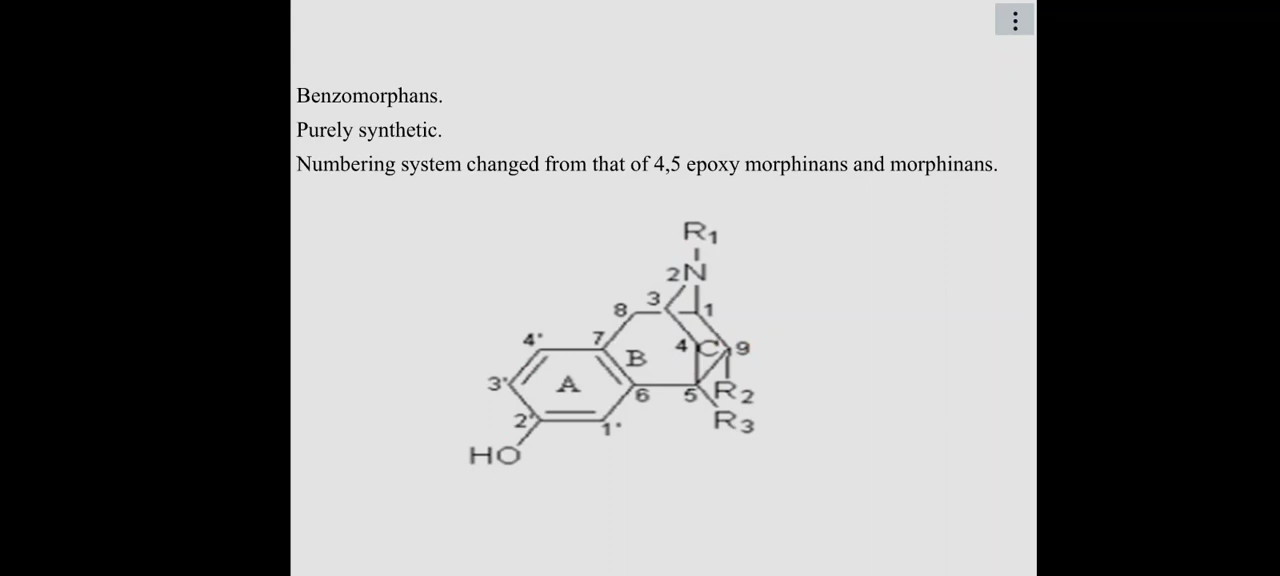 Benzomorphans.
Purely synthetic.
Numbering system changed from that of 4,5 epoxy morphinans and morphinans.
R1
2N
8 3 1
4' 7 B 4 C 9
3' A 6 5 R2
2' 1' R3
HO